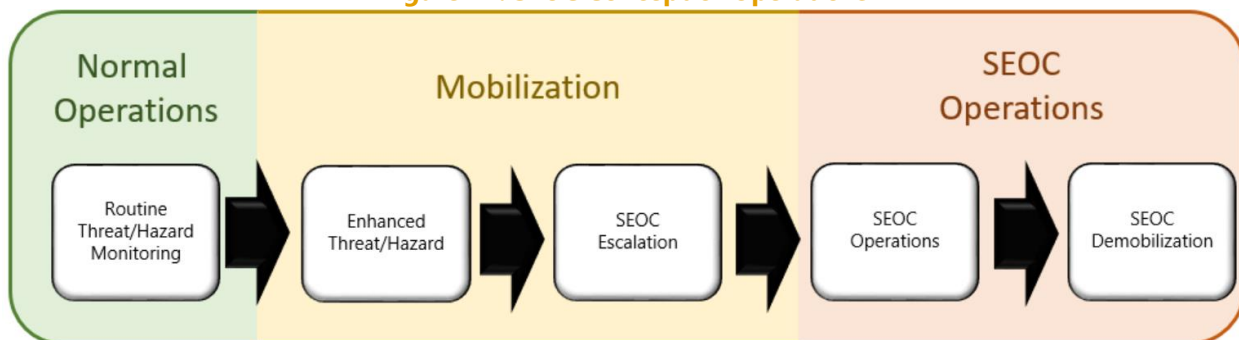 Normal
Operations
Mobilization
SEOC
Operations
Routine
Threat/Hazard
Monitoring
Enhanced
Threat/Hazard
SEOC
Escalation
SEOC
Operations
SEOC
Demobilization